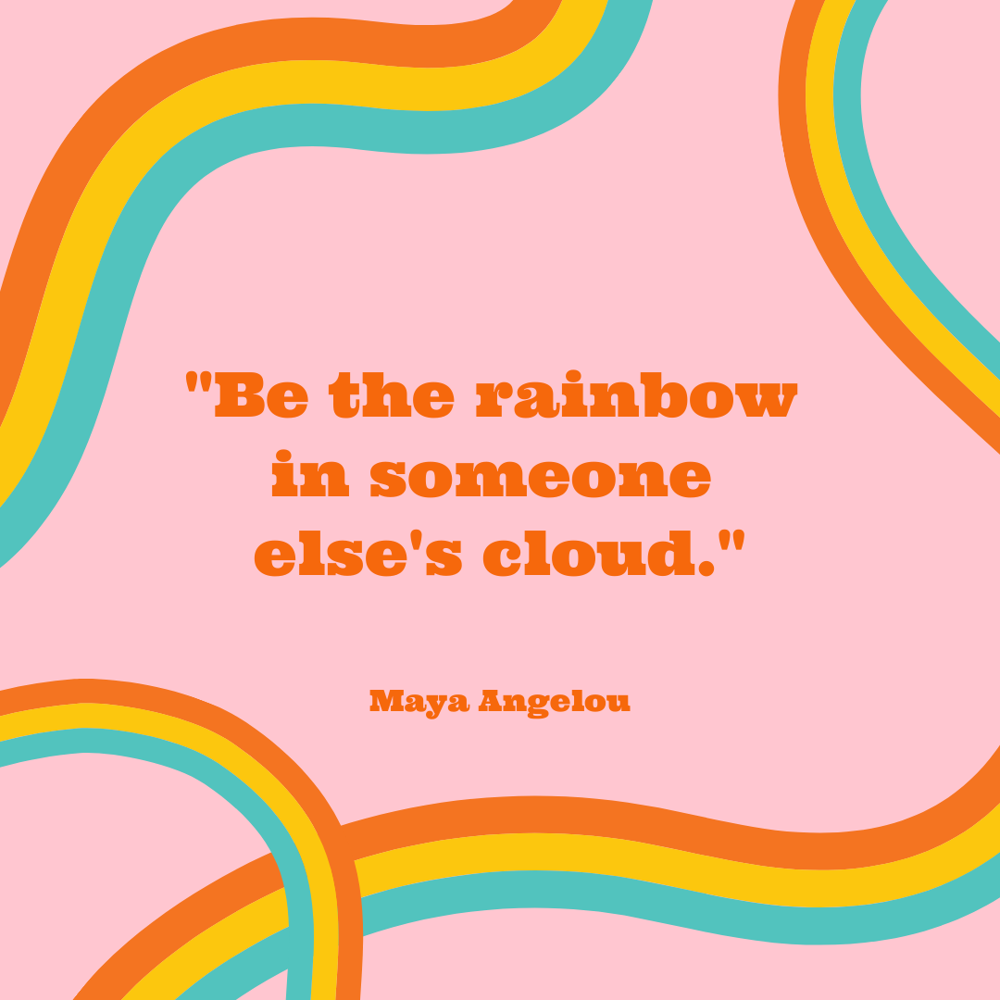 "Be the rainbow
in someone
else's cloud."
Maya Angelou